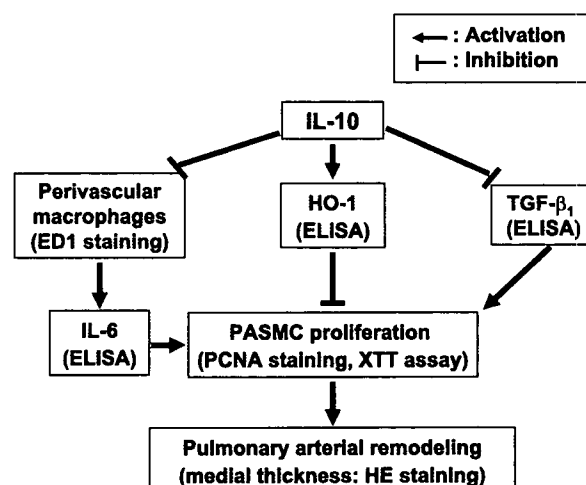 : Activation
: Inhibition
IL-10
Perivascular
macrophages
(ED1 staining)
HO-1
(ELISA)
TGF-β₁
(ELISA)
IL-6
(ELISA)
PASMC proliferation
(PCNA staining, XTT assay)
Pulmonary arterial remodeling
(medial thickness: HE staining)